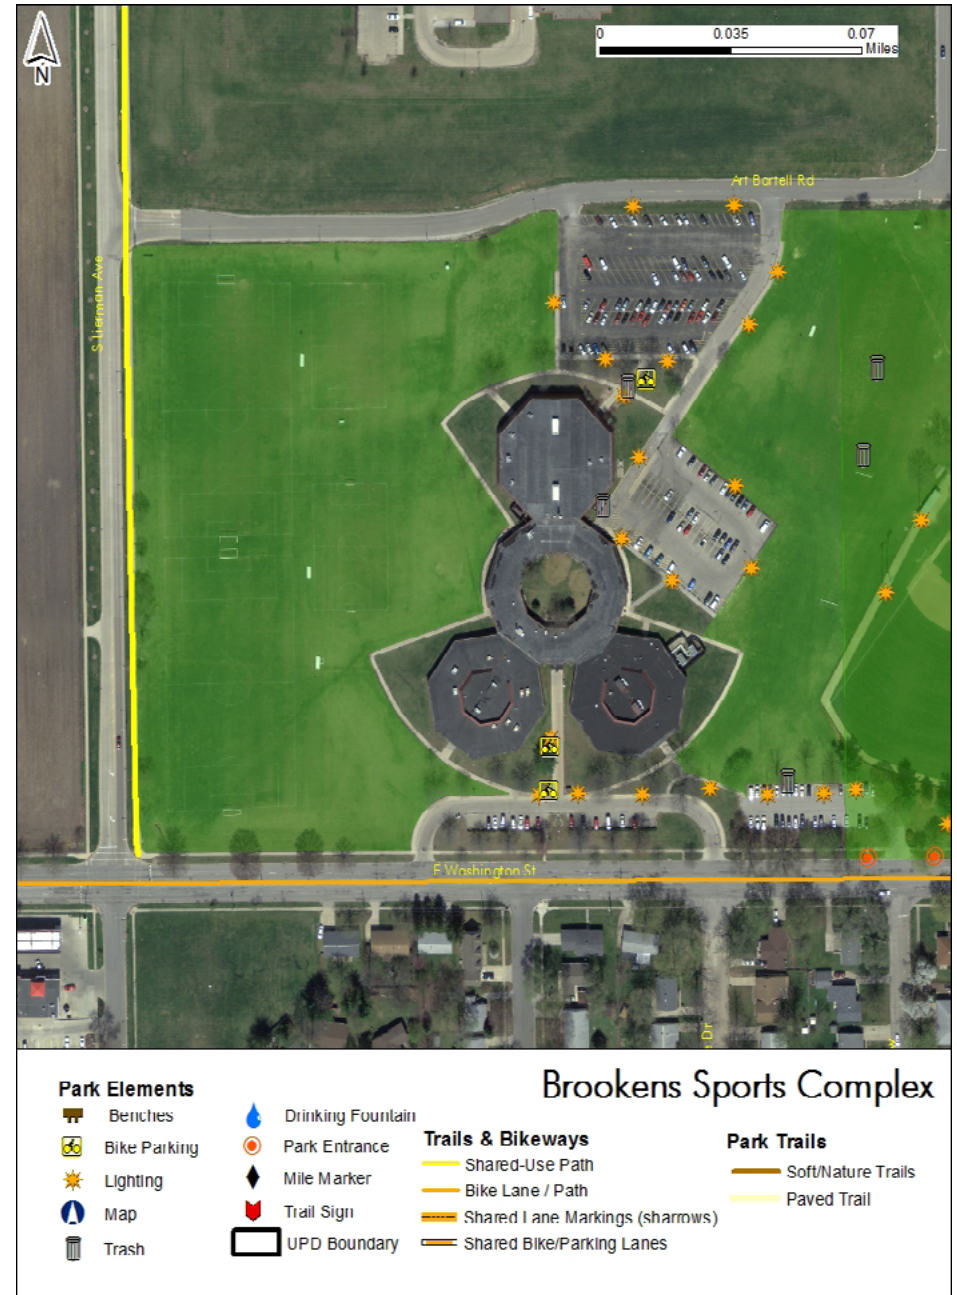 N
0 0.035 0.07
Miles
Art Bartell Rd
S Lierman Ave
E Washington St
e Dr
Brookens Sports Complex
Park Elements
Benches
Bike Parking
Lighting
Map
Trash
Drinking Fountain
Park Entrance
Mile Marker
Trail Sign
UPD Boundary
Trails & Bikeways
Shared-Use Path
Bike Lane / Path
Shared Lane Markings (sharrows)
Shared Bike/Parking Lanes
Park Trails
Soft/Nature Trails
Paved Trail